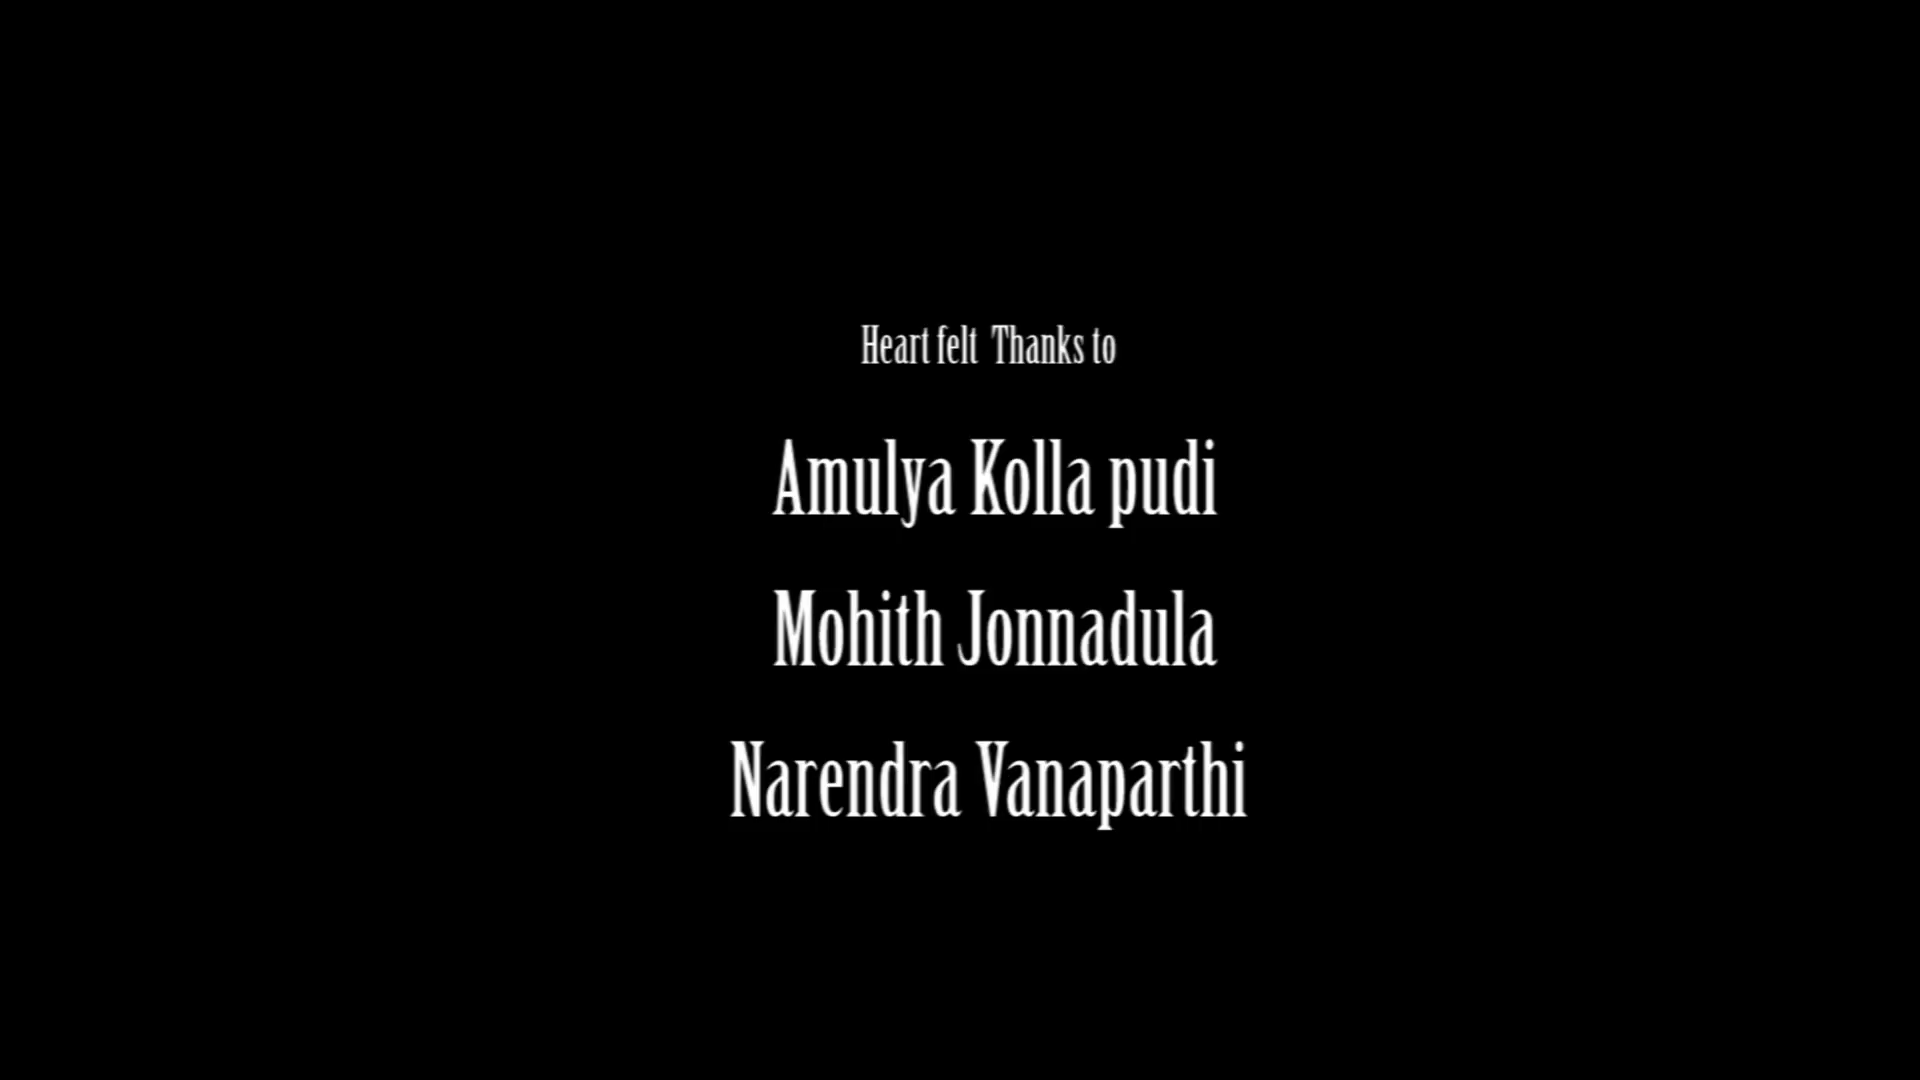 Heart felt Thanks to
Amulya Kolla pudi
Mohith Jonnadula
Narendra Vanaparthi